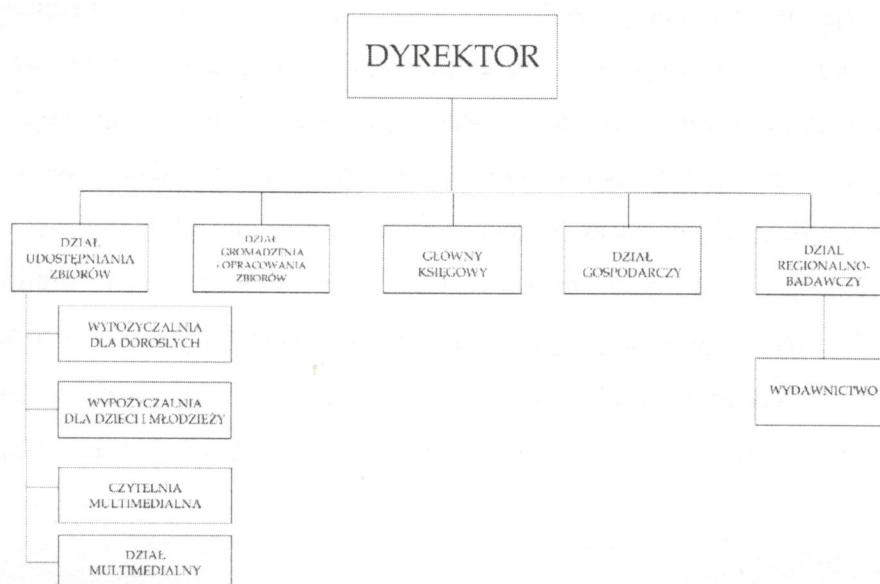 DYREKTOR
DZIAŁ
UDOSTĘPNIANIA
ZBIORÓW
DZIAŁ
GROMADZENIA
I OPRACOWANIA
ZBIORÓW
GŁÓWNY
KSIĘGOWY
DZIAŁ
GOSPODARCZY
DZIAŁ
REGIONALNO-
BADAWCZY
WYPOŻYCZALNIA
DLA DOROSŁYCH
WYPOŻYCZALNIA
DLA DZIECI I MŁODZIEŻY
CZYTELNIA
MULTIMEDIALNA
DZIAŁ
MULTIMEDIALNY
WYDAWNICTWO